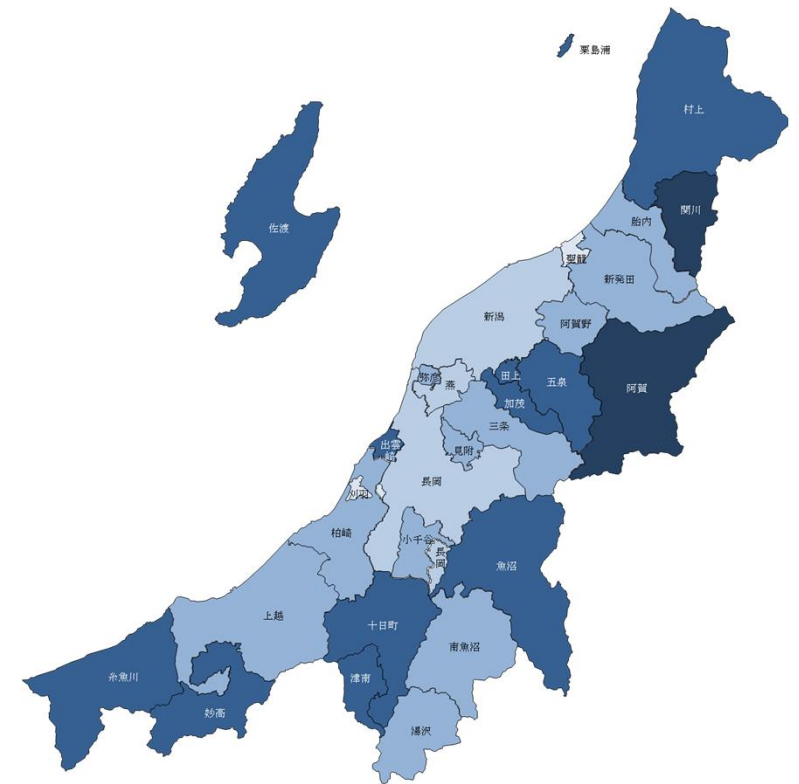 粟島浦
村上
関川
佐渡
胎内
聖籠
新発田
新潟
阿賀野
弥彦
燕
田上
五泉
阿賀
加茂
三条
出雲
崎
見附
長岡
刈羽
柏崎
小千谷
長
岡
魚沼
上越
十日町
南魚沼
糸魚川
津南
妙高
湯沢